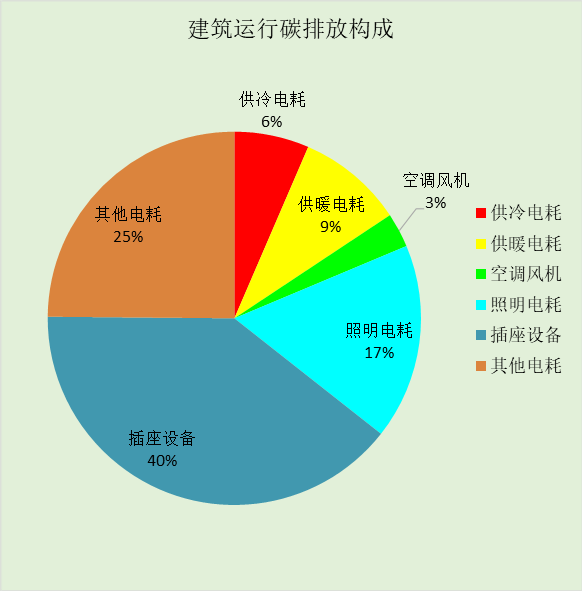 建筑运行碳排放构成
供冷电耗
6%
供暖电耗
9%
空调风机
3%
照明电耗
17%
插座设备
40%
其他电耗
25%
供冷电耗
供暖电耗
空调风机
照明电耗
插座设备
其他电耗